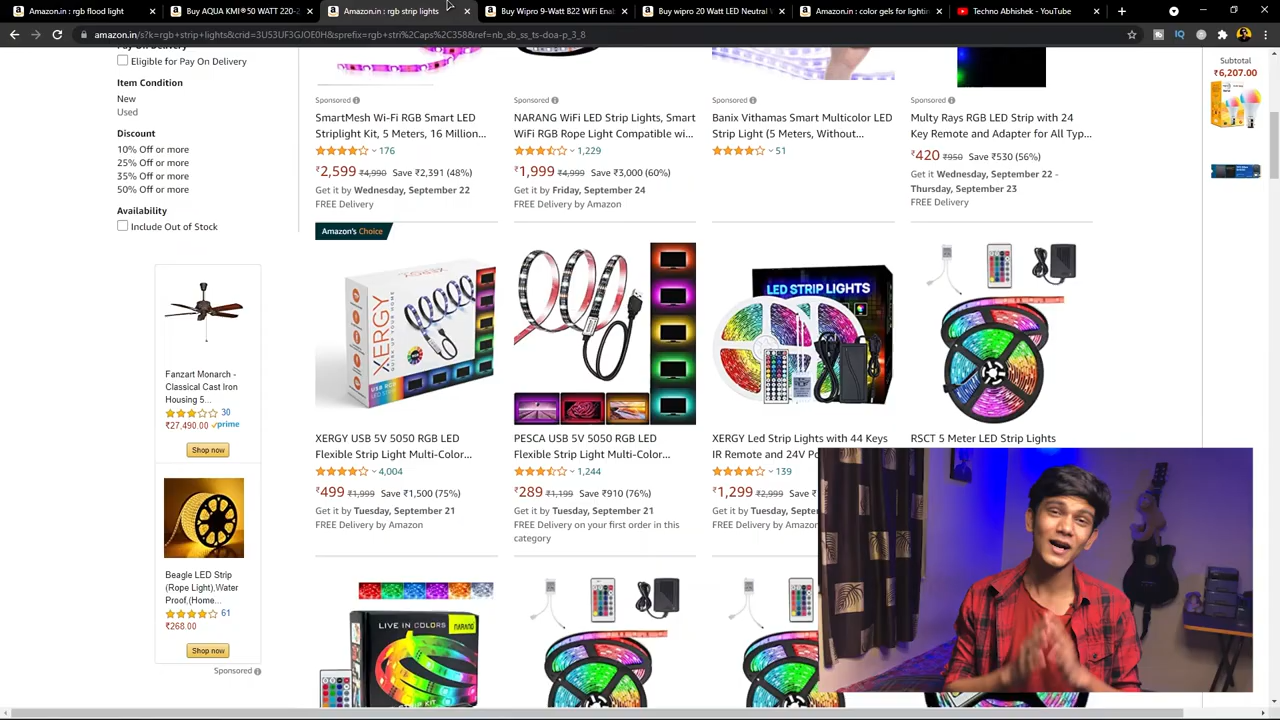 Amazon.in : rgb flood light
Buy AQUA KMI®50 WATT 220-2
Amazon.in : rgb strip lights
Buy Wipro 9-Watt B22 WiFi Enab
Buy wipro 20 Watt LED Neutral W
Amazon.in : color gels for lightin
Techno Abhishek - YouTube
amazon.in/s?k=rgb+strip+lights&crid=3U53UF3GJOE0H&sprefix=rgb+stri%2Caps%2C358&ref=nb_sb_ss_ts-doa-p_3_8
Pay On Delivery
Eligible for Pay On Delivery
Item Condition
New
Used
Discount
10% Off or more
25% Off or more
35% Off or more
50% Off or more
Availability
Include Out of Stock
Fanzart Monarch -
Classical Cast Iron
Housing 5...
30
₹27,490.00 prime
Shop now
Beagle LED Strip
(Rope Light),Water
Proof,(Home...
61
₹268.00
Shop now
Sponsored
Sponsored
SmartMesh Wi-Fi RGB Smart LED
Striplight Kit, 5 Meters, 16 Million...
176
₹2,599 ₹4,990 Save ₹2,391 (48%)
Get it by Wednesday, September 22
FREE Delivery
Sponsored
NARANG WiFi LED Strip Lights, Smart
WiFi RGB Rope Light Compatible wi...
1,229
₹1,999 ₹4,999 Save ₹3,000 (60%)
Get it by Friday, September 24
FREE Delivery by Amazon
Sponsored
Banix Vithamas Smart Multicolor LED
Strip Light (5 Meters, Without...
51
Sponsored
Multy Rays RGB LED Strip with 24
Key Remote and Adapter for All Typ...
₹420 ₹950 Save ₹530 (56%)
Get it Wednesday, September 22 -
Thursday, September 23
FREE Delivery
Subtotal
₹6,207.00
Amazon's Choice
XERGY
LED STRIP LIGHTS
XERGY USB 5V 5050 RGB LED
Flexible Strip Light Multi-Color...
4,004
₹499 ₹1,999 Save ₹1,500 (75%)
Get it by Tuesday, September 21
FREE Delivery by Amazon
PESCA USB 5V 5050 RGB LED
Flexible Strip Light Multi-Color...
1,244
₹289 ₹1,199 Save ₹910 (76%)
Get it by Tuesday, September 21
FREE Delivery on your first order in this
category
XERGY Led Strip Lights with 44 Keys
IR Remote and 24V Po
139
₹1,299 ₹2,999 Save ₹
Get it by Tuesday, Septembe
FREE Delivery by Amazon
RSCT 5 Meter LED Strip Lights
LIVE IN COLORS
NARANG